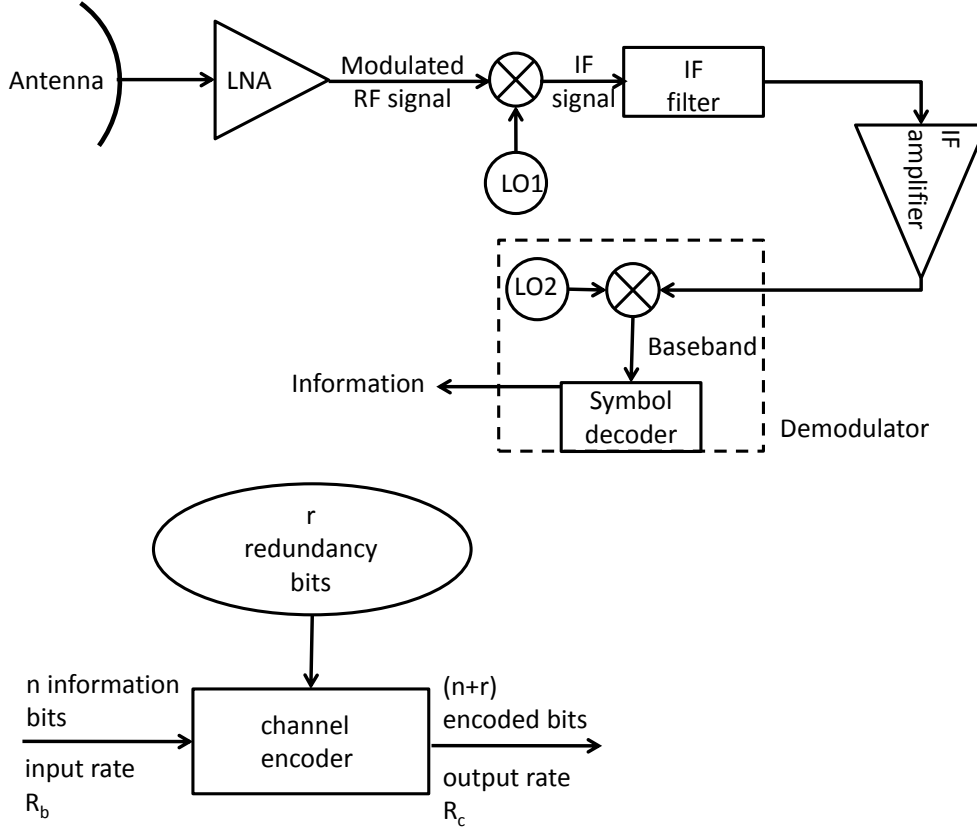 Antenna
LNA
Modulated
RF signal
IF
signal
IF
filter
LO1
IF
amplifier
LO2
Baseband
Information
Symbol
decoder
Demodulator
r
redundancy
bits
n information
bits
input rate
R_b
channel
encoder
(n+r)
encoded bits
output rate
R_c